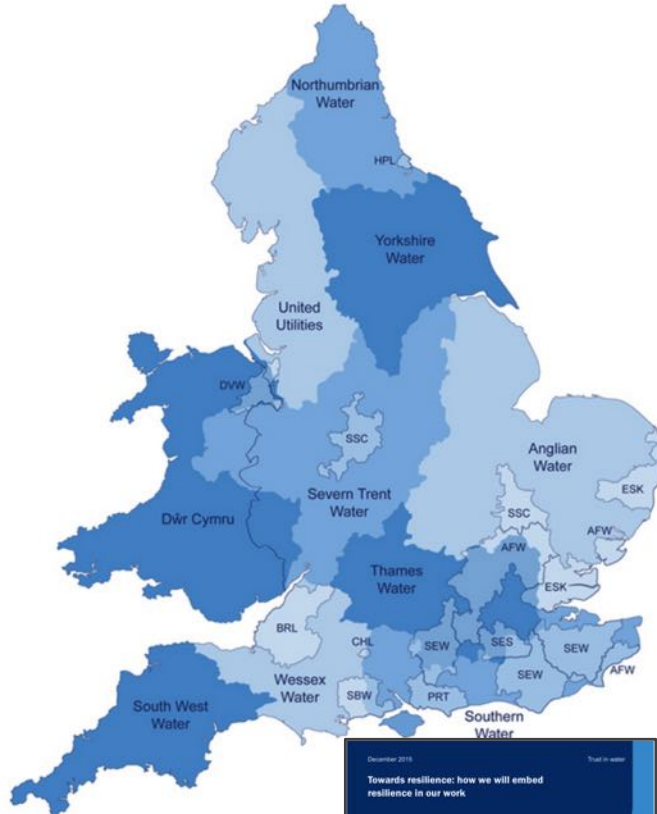 Northumbrian
Water
HPL
Yorkshire
Water
United
Utilities
DVW
SSC
Anglian
Water
ESK
Severn Trent
Water
SSC
Dŵr Cymru
AFW
AFW
Thames
Water
ESK
BRL
CHL
SEW
SES
SEW
AFW
Wessex
Water
SBW
PRT
SEW
South West
Water
Southern
Water
December 2015
Trust in water
Towards resilience: how we will embed
resilience in our work